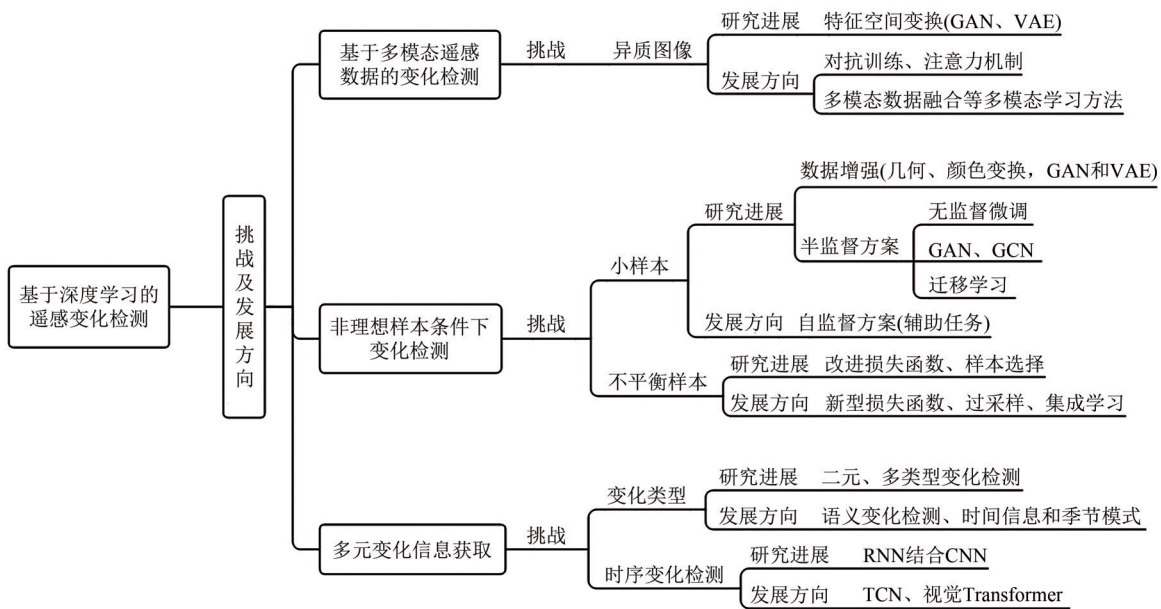 基于深度学习的
遥感变化检测
挑战及发展方向
基于多模态遥感
数据的变化检测
挑战
异质图像
研究进展
特征空间变换(GAN、VAE)
发展方向
对抗训练、注意力机制
多模态数据融合等多模态学习方法
非理想样本条件下
变化检测
挑战
小样本
研究进展
数据增强(几何、颜色变换，GAN和VAE)
半监督方案
无监督微调
GAN、GCN
迁移学习
发展方向
自监督方案(辅助任务)
不平衡样本
研究进展
改进损失函数、样本选择
发展方向
新型损失函数、过采样、集成学习
多元变化信息获取
挑战
变化类型
研究进展
二元、多类型变化检测
发展方向
语义变化检测、时间信息和季节模式
时序变化检测
研究进展
RNN结合CNN
发展方向
TCN、视觉Transformer